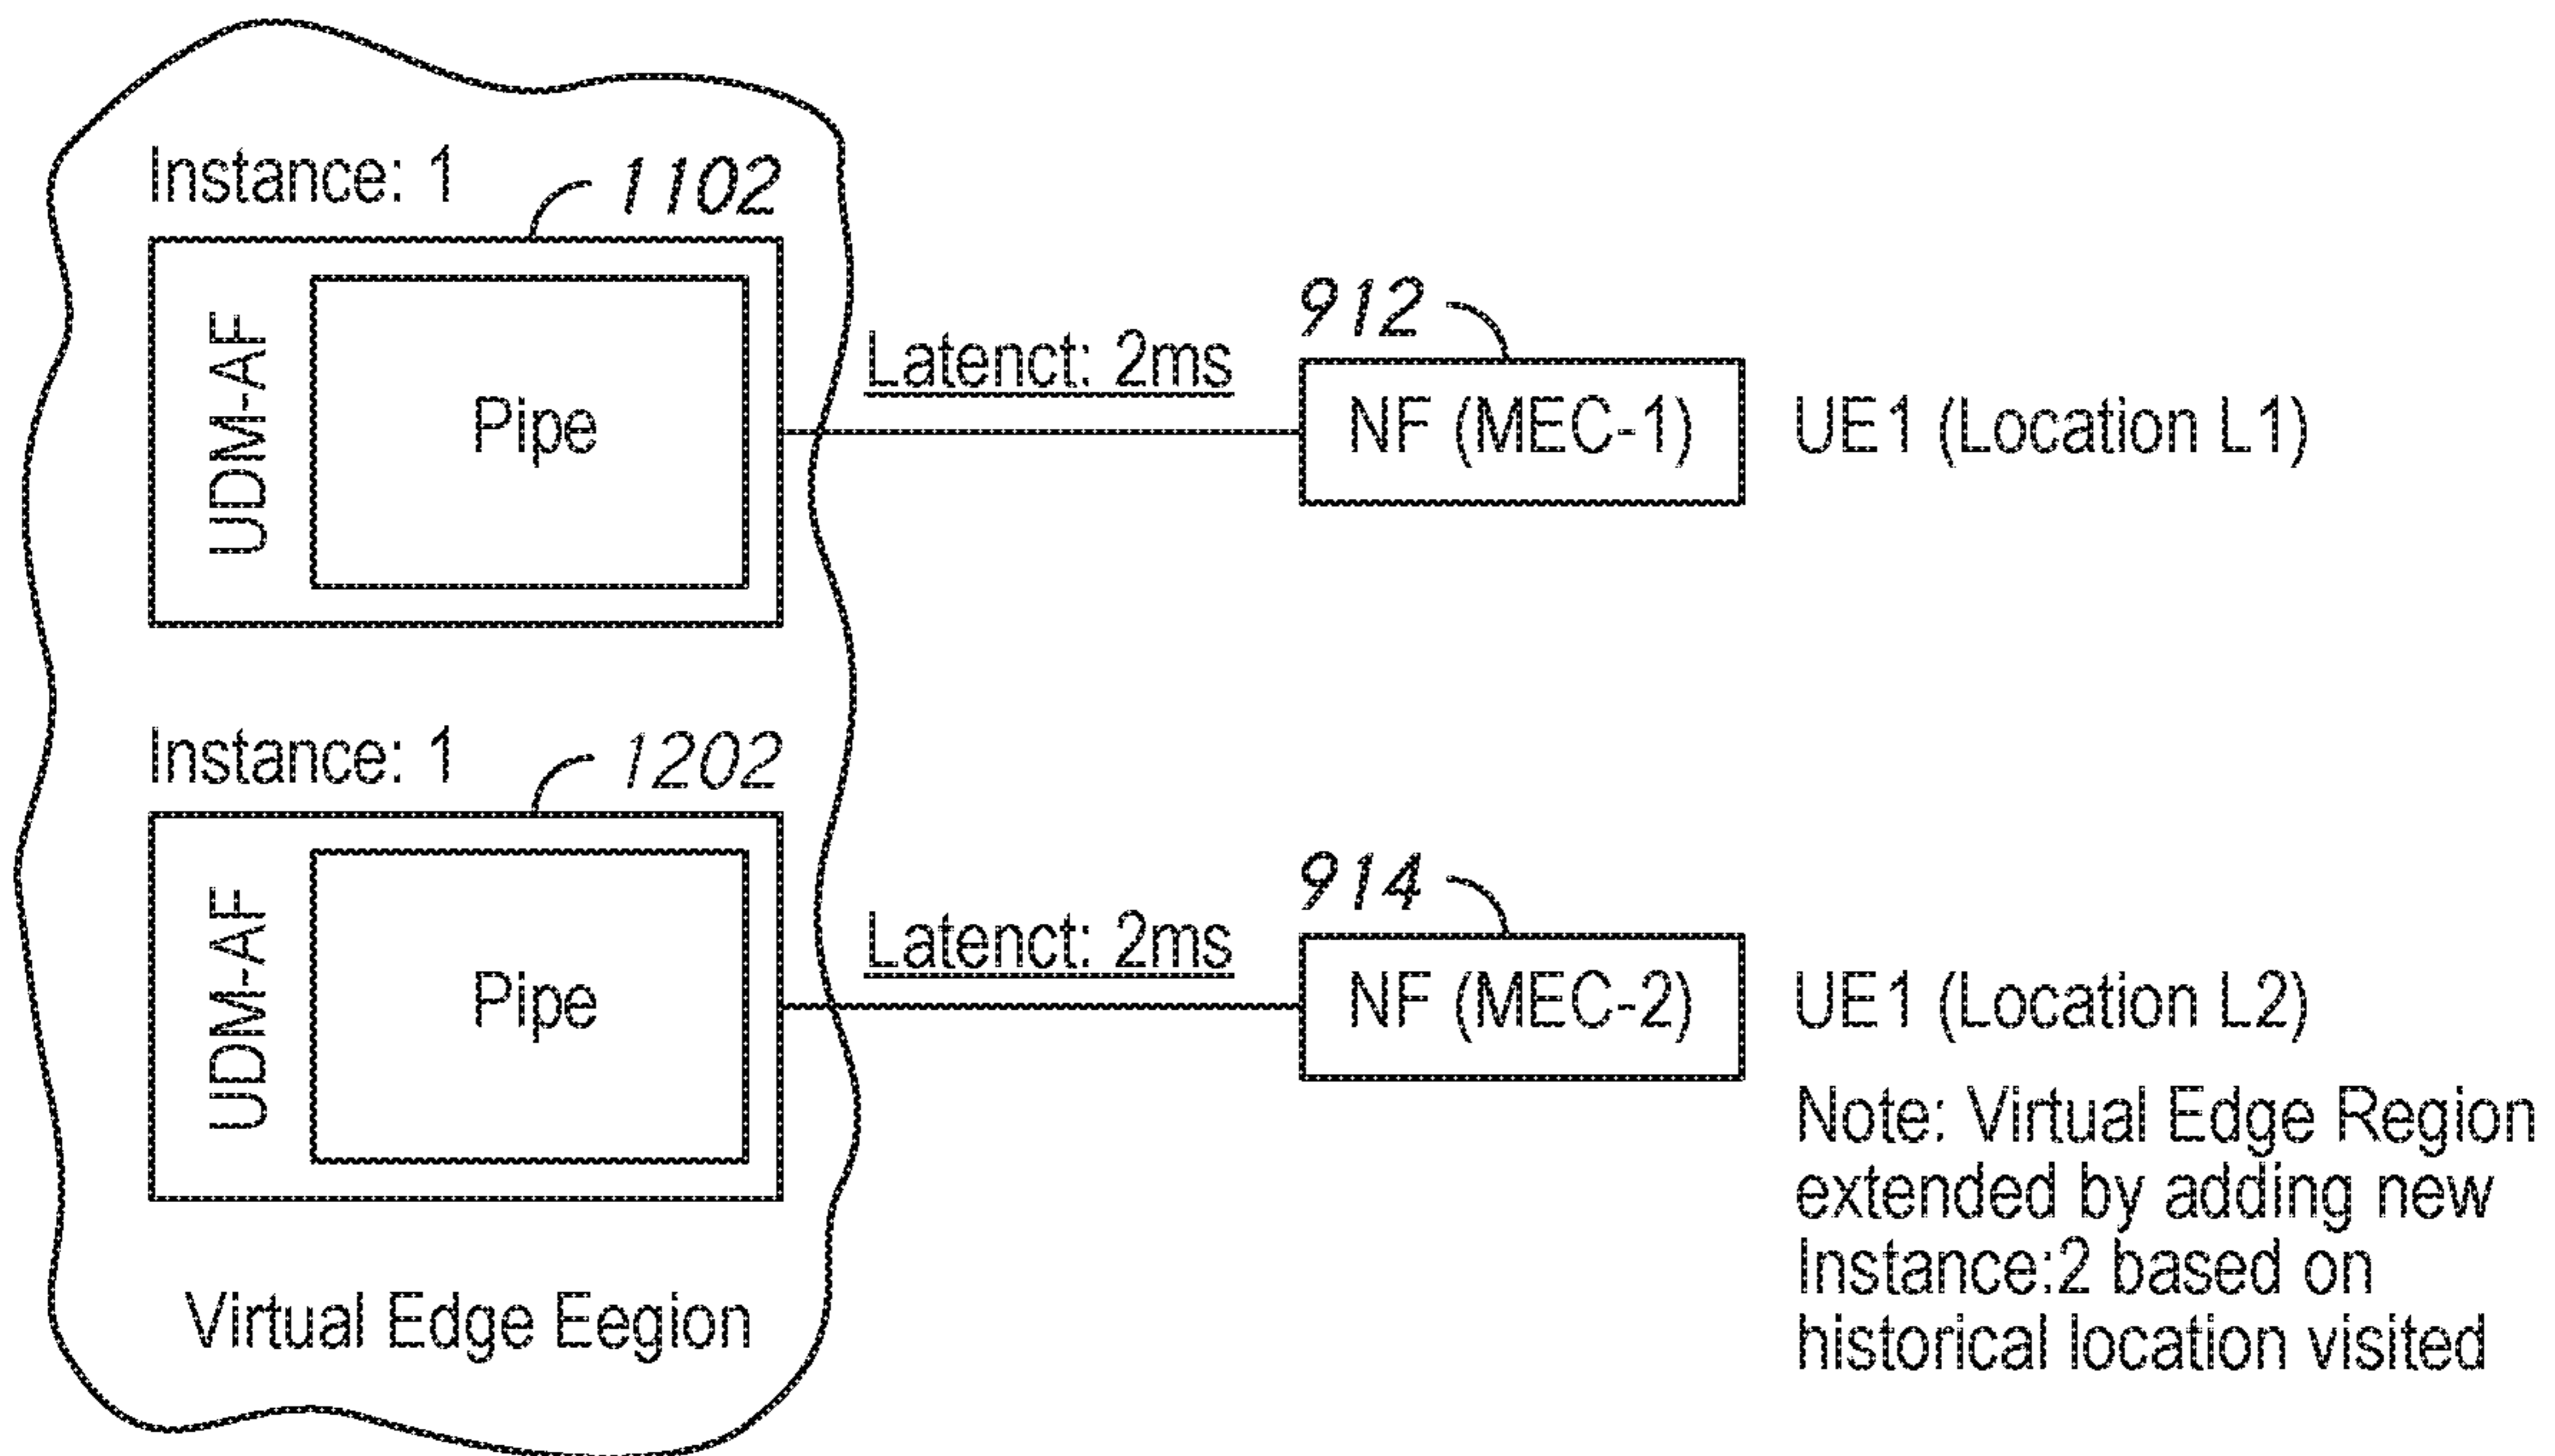 Instance: 1
1102
UDM-AF
Pipe
Latenct: 2ms
912
NF (MEC-1)
UE1 (Location L1)
Instance: 1
1202
UDM-AF
Pipe
Latenct: 2ms
914
NF (MEC-2)
UE1 (Location L2)
Note: Virtual Edge Region
extended by adding new
Instance:2 based on
historical location visited
Virtual Edge Eegion